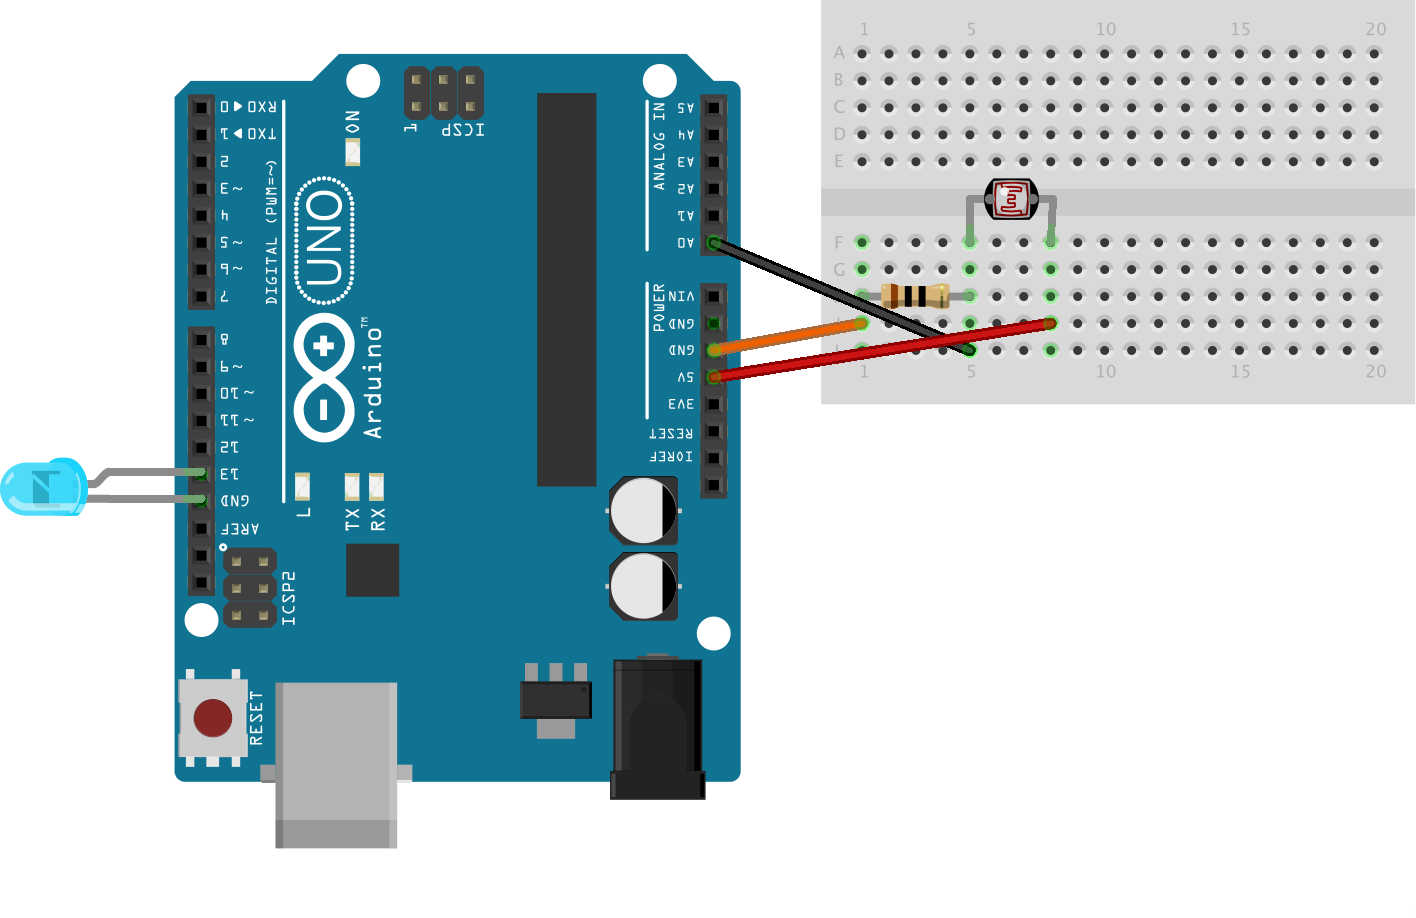 1 5 10 15 20
A
B
C
D
E
F
G
1 5 10 15 20
RXD ◀ 0
TXD ▶ 1
2
~ 3
4
~ 5
~ 6
7
DIGITAL (PWM=~)
8
~ 9
~ 10
~ 11
12
13
GND
AREF
1 ICSP
ON
UNO
Arduino™
L
TX
RX
ICSP2
RESET
ANALOG IN
A5
A4
A3
A2
A1
A0
POWER
VIN
GND
GND
5V
3V3
RESET
IOREF